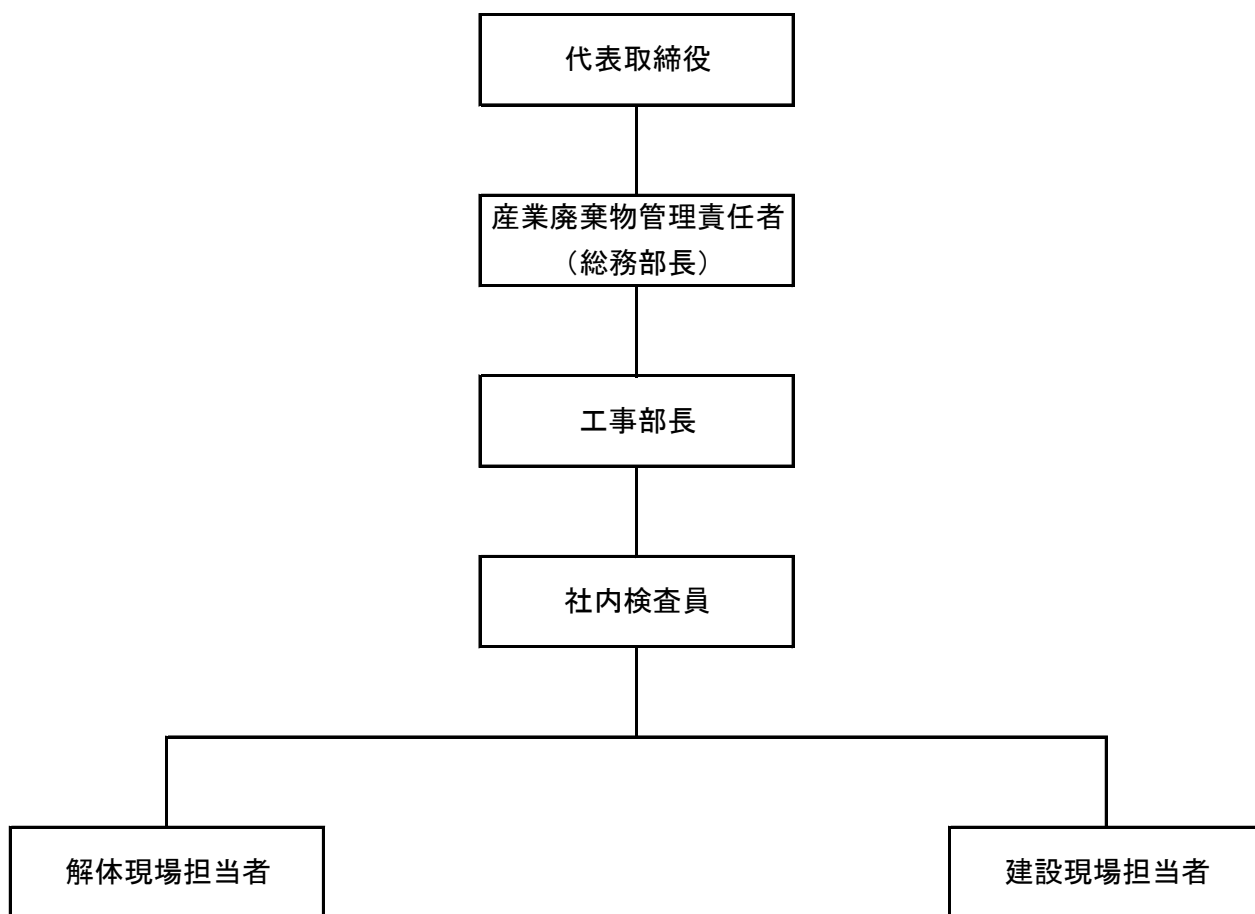 代表取締役
産業廃棄物管理責任者
（総務部長）
工事部長
社内検査員
解体現場担当者
建設現場担当者